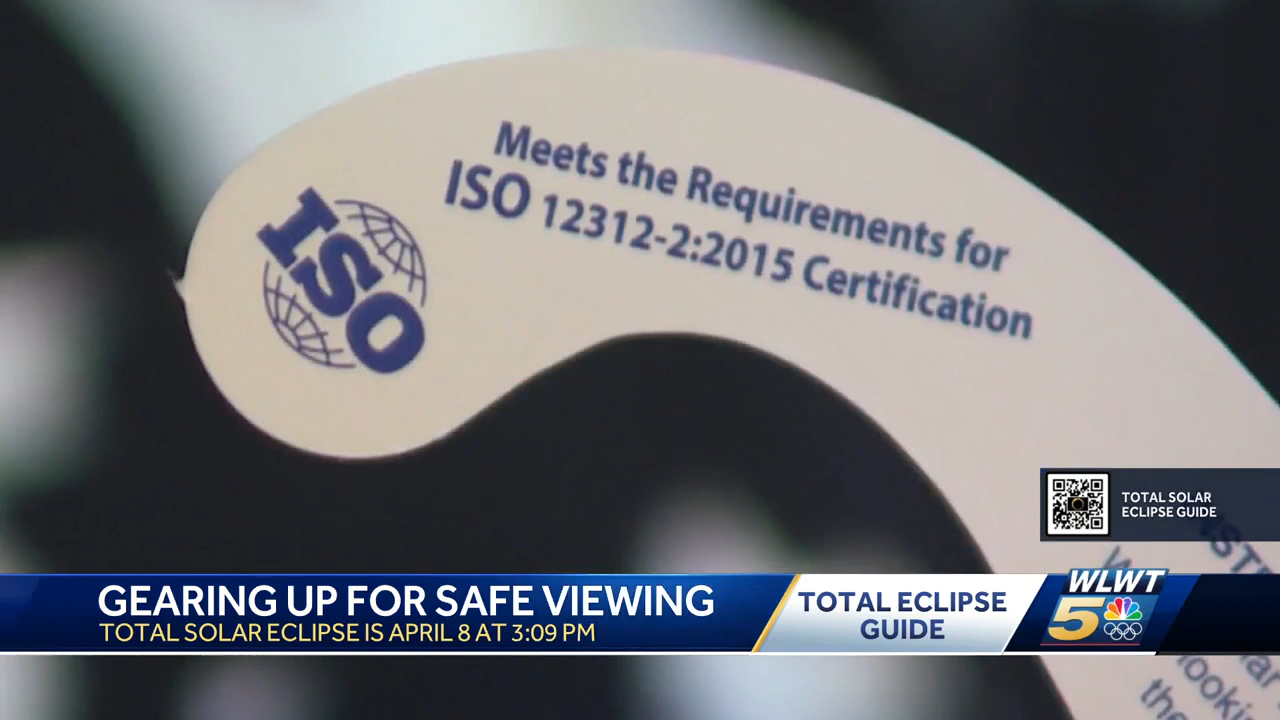 Meets the Requirements for
ISO 12312-2:2015 Certification
ISO
TOTAL SOLAR
ECLIPSE GUIDE
GEARING UP FOR SAFE VIEWING
TOTAL SOLAR ECLIPSE IS APRIL 8 AT 3:09 PM
TOTAL ECLIPSE
GUIDE
WLWT
5
the